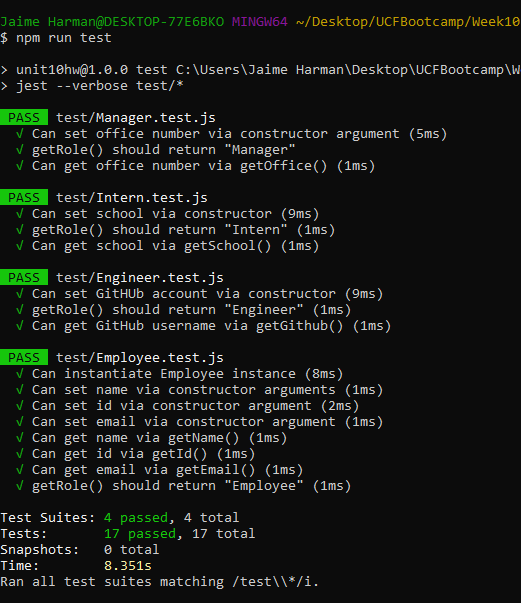 Jaime Harman@DESKTOP-77E6BKO MINGW64 ~/Desktop/UCFBootcamp/Week10
$ npm run test
> unit10hw@1.0.0 test C:\Users\Jaime Harman\Desktop\UCFBootcamp\W
> jest --verbose test/*
PASS test/Manager.test.js
√ Can set office number via constructor argument (5ms)
√ getRole() should return "Manager"
√ Can get office number via getOffice() (1ms)
PASS test/Intern.test.js
√ Can set school via constructor (9ms)
√ getRole() should return "Intern" (1ms)
√ Can get school via getSchool() (1ms)
PASS test/Engineer.test.js
√ Can set GitHUb account via constructor (9ms)
√ getRole() should return "Engineer" (1ms)
√ Can get GitHub username via getGithub() (1ms)
PASS test/Employee.test.js
√ Can instantiate Employee instance (8ms)
√ Can set name via constructor arguments (1ms)
√ Can set id via constructor argument (2ms)
√ Can set email via constructor argument (1ms)
√ Can get name via getName() (1ms)
√ Can get id via getId() (1ms)
√ Can get email via getEmail() (1ms)
√ getRole() should return "Employee" (1ms)
Test Suites: 4 passed, 4 total
Tests: 17 passed, 17 total
Snapshots: 0 total
Time: 8.351s
Ran all test suites matching /test\\*/i.